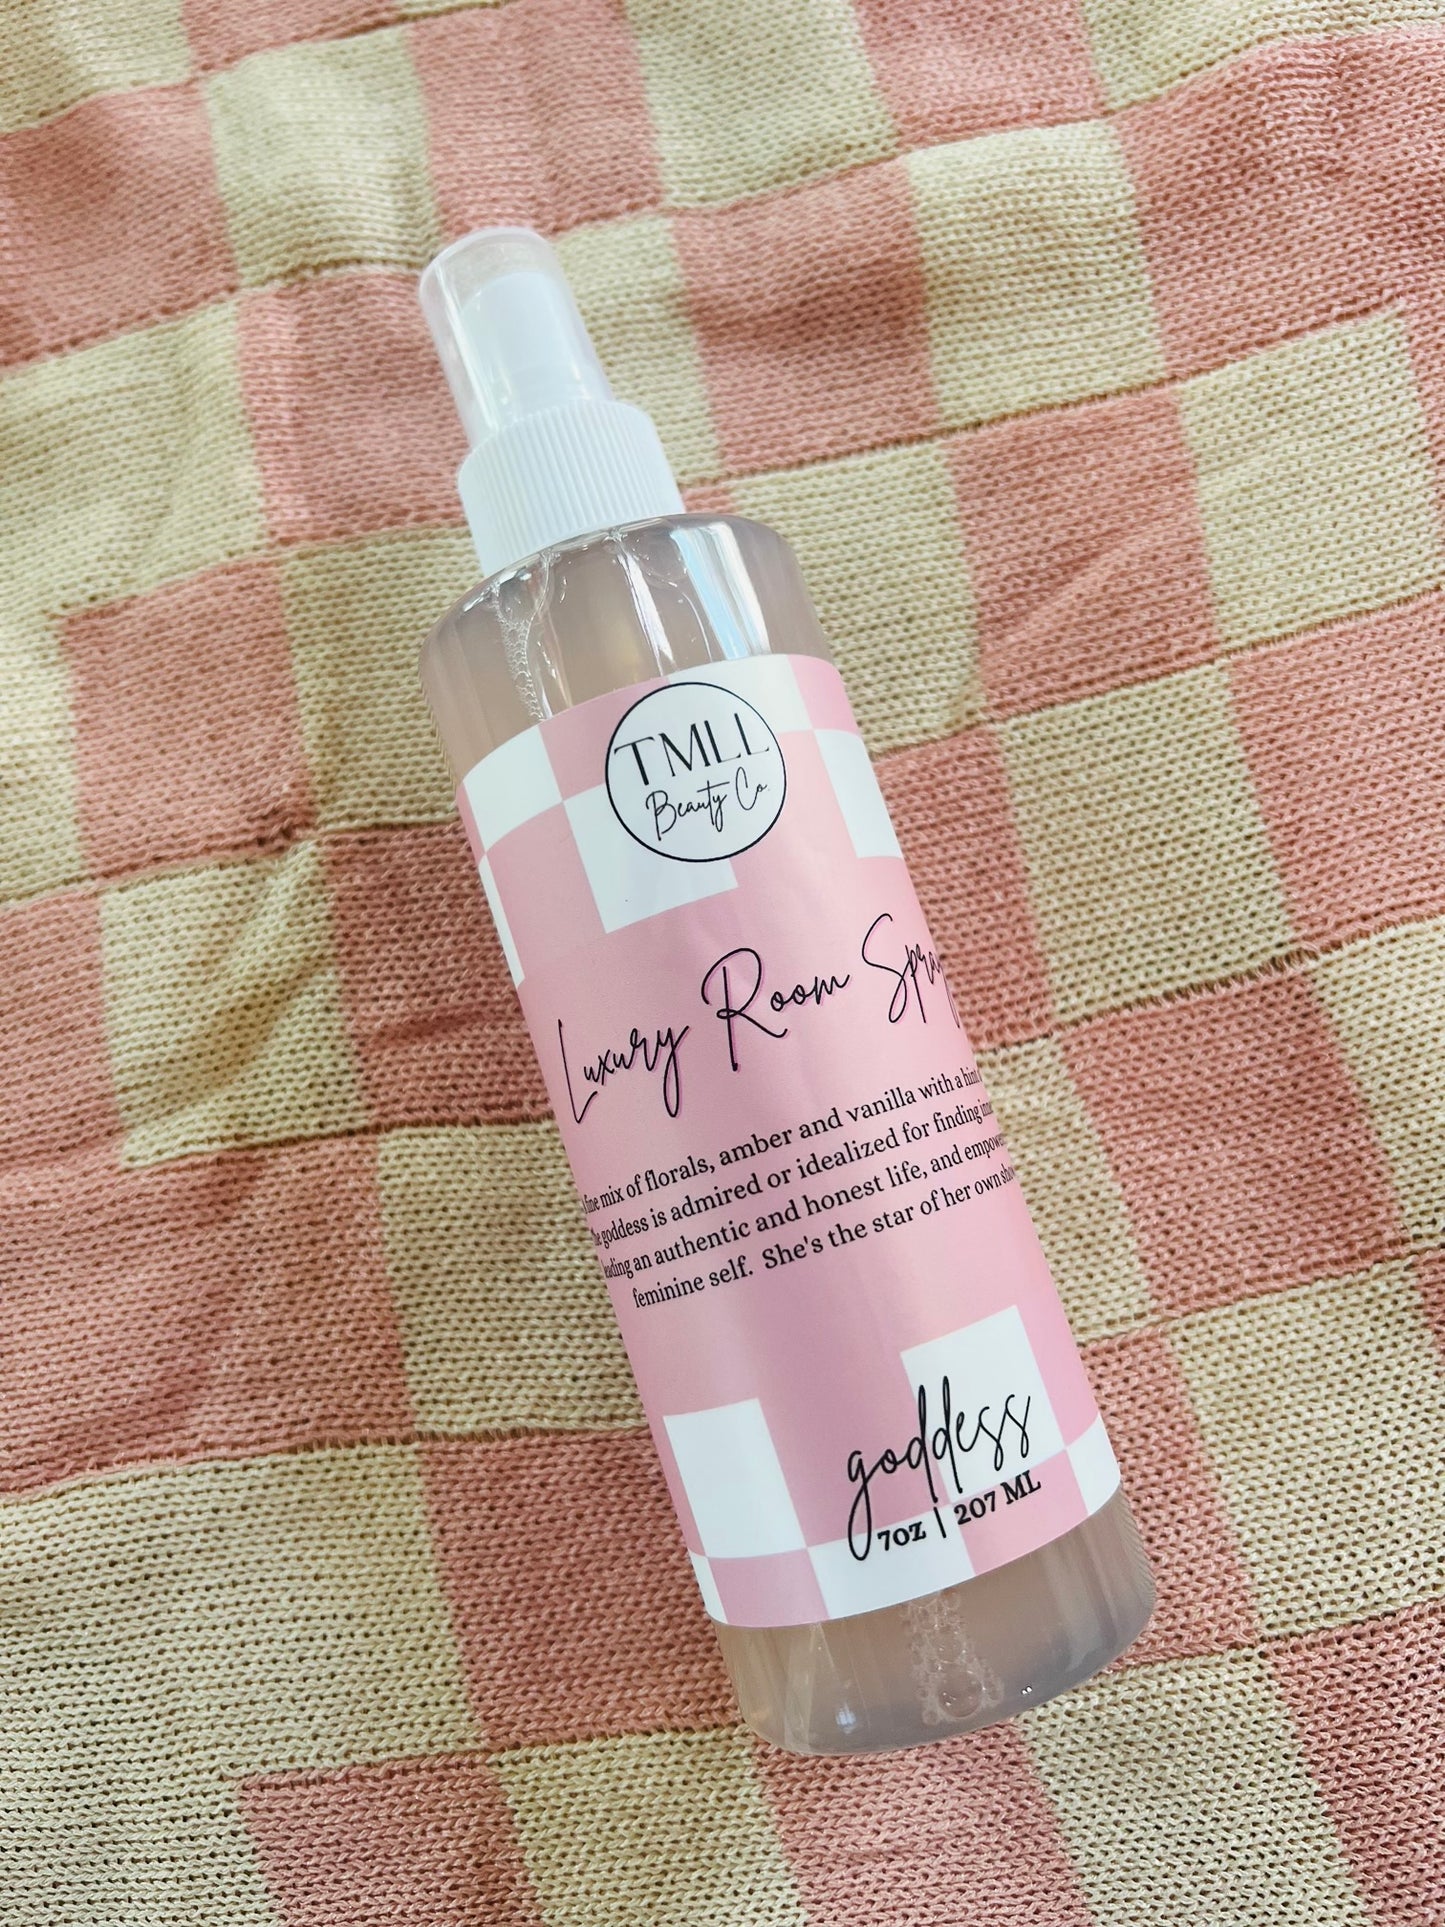 TMLL
Beauty Co.
Luxury Room Spray
fine mix of florals, amber and vanilla with a hint
goddess is admired or idealized for finding
an authentic and honest life, and
feminine self. She's the star of her own
goddess
7oz | 207 ML